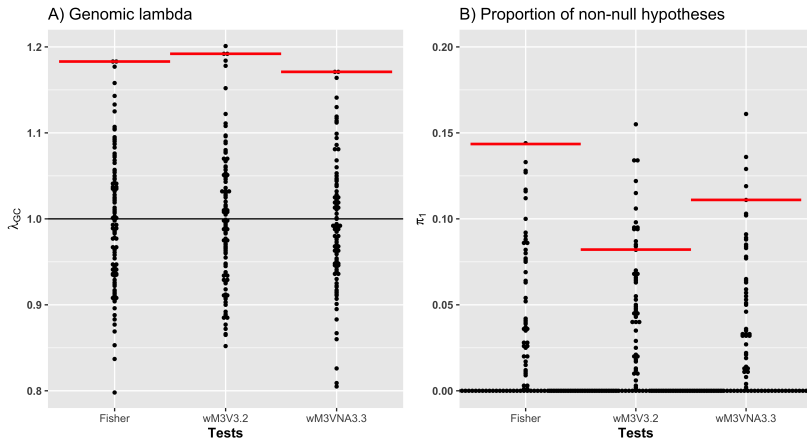 A) Genomic lambda
1.2
1.1
1.0
0.9
0.8
λGC
Fisher
wM3V3.2
wM3VNA3.3
Tests
B) Proportion of non-null hypotheses
0.20
0.15
0.10
0.05
0.00
π1
Fisher
wM3V3.2
wM3VNA3.3
Tests